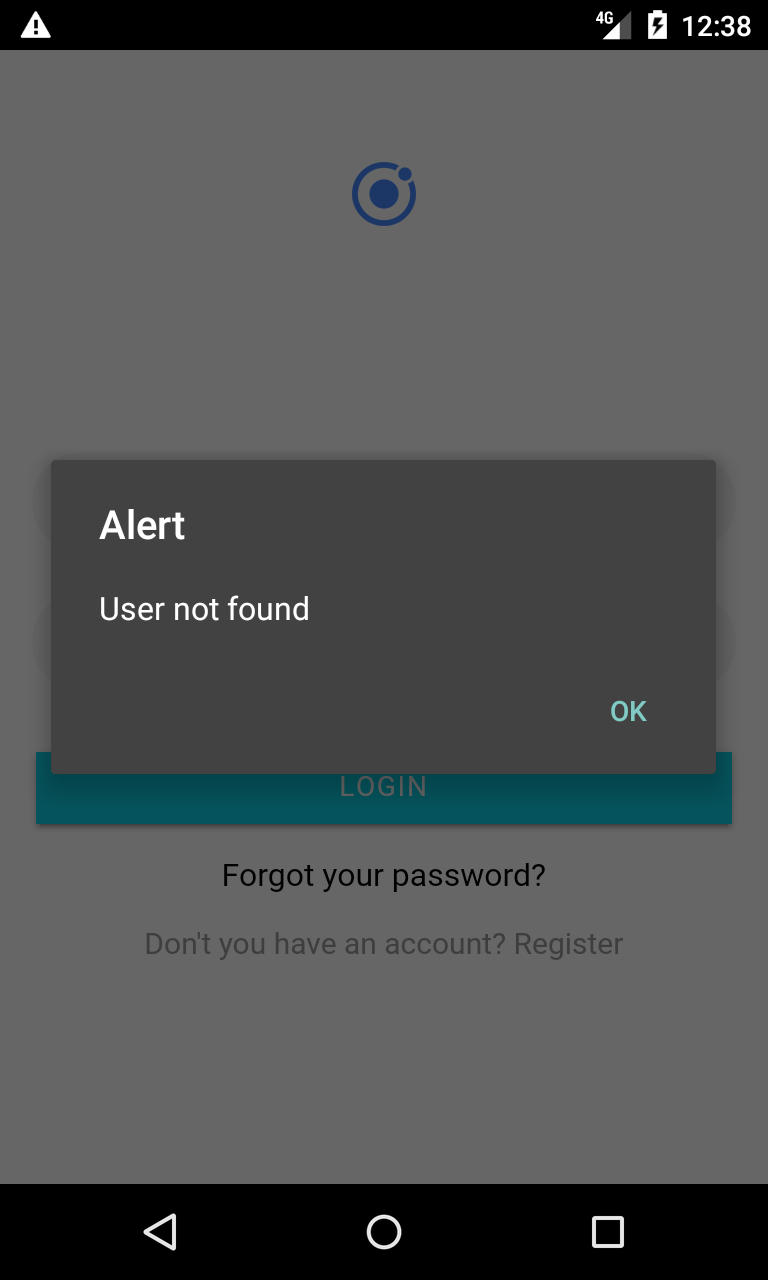 4G 12:38
Alert
User not found
OK
LOGIN
Forgot your password?
Don't you have an account? Register